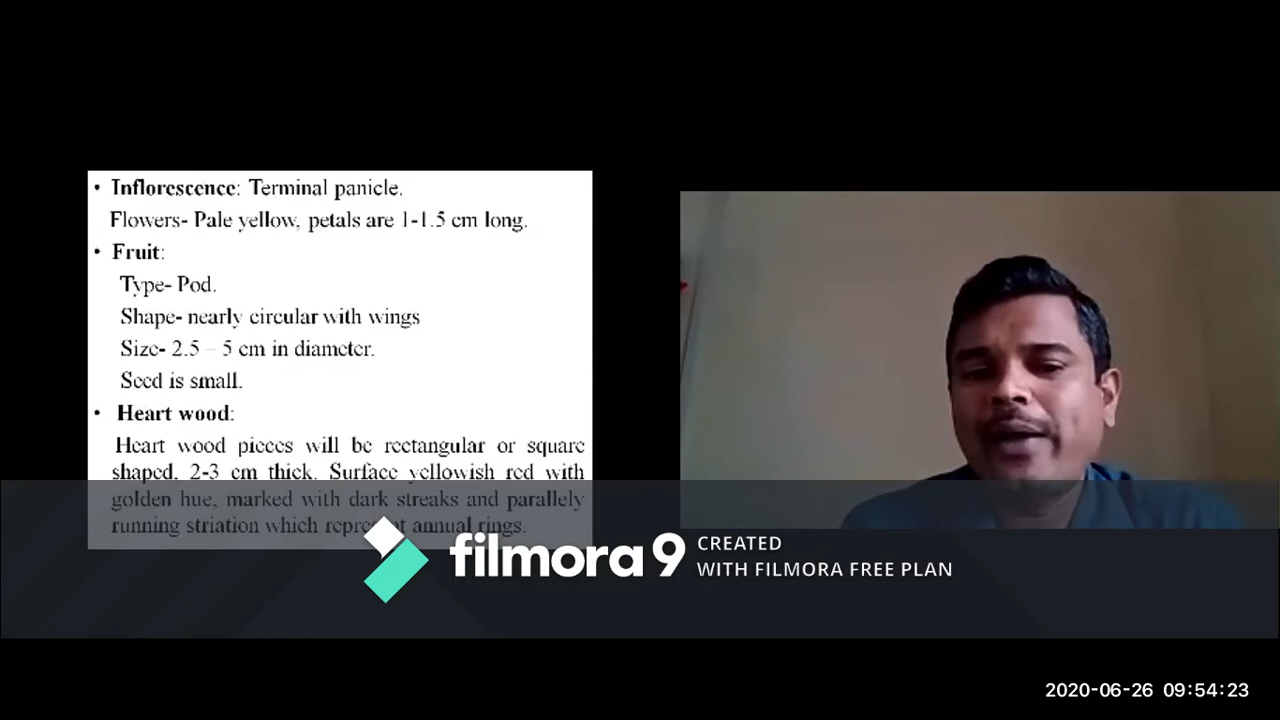 • Inflorescence: Terminal panicle.
Flowers- Pale yellow, petals are 1-1.5 cm long.
• Fruit:
Type- Pod.
Shape- nearly circular with wings
Size- 2.5 – 5 cm in diameter.
Seed is small.
• Heart wood:
Heart wood pieces will be rectangular or square
shaped, 2-3 cm thick. Surface yellowish red with
golden hue, marked with dark streaks and parallely
running striation which represent annual rings.
filmora9
CREATED
WITH FILMORA FREE PLAN
2020-06-26 09:54:23